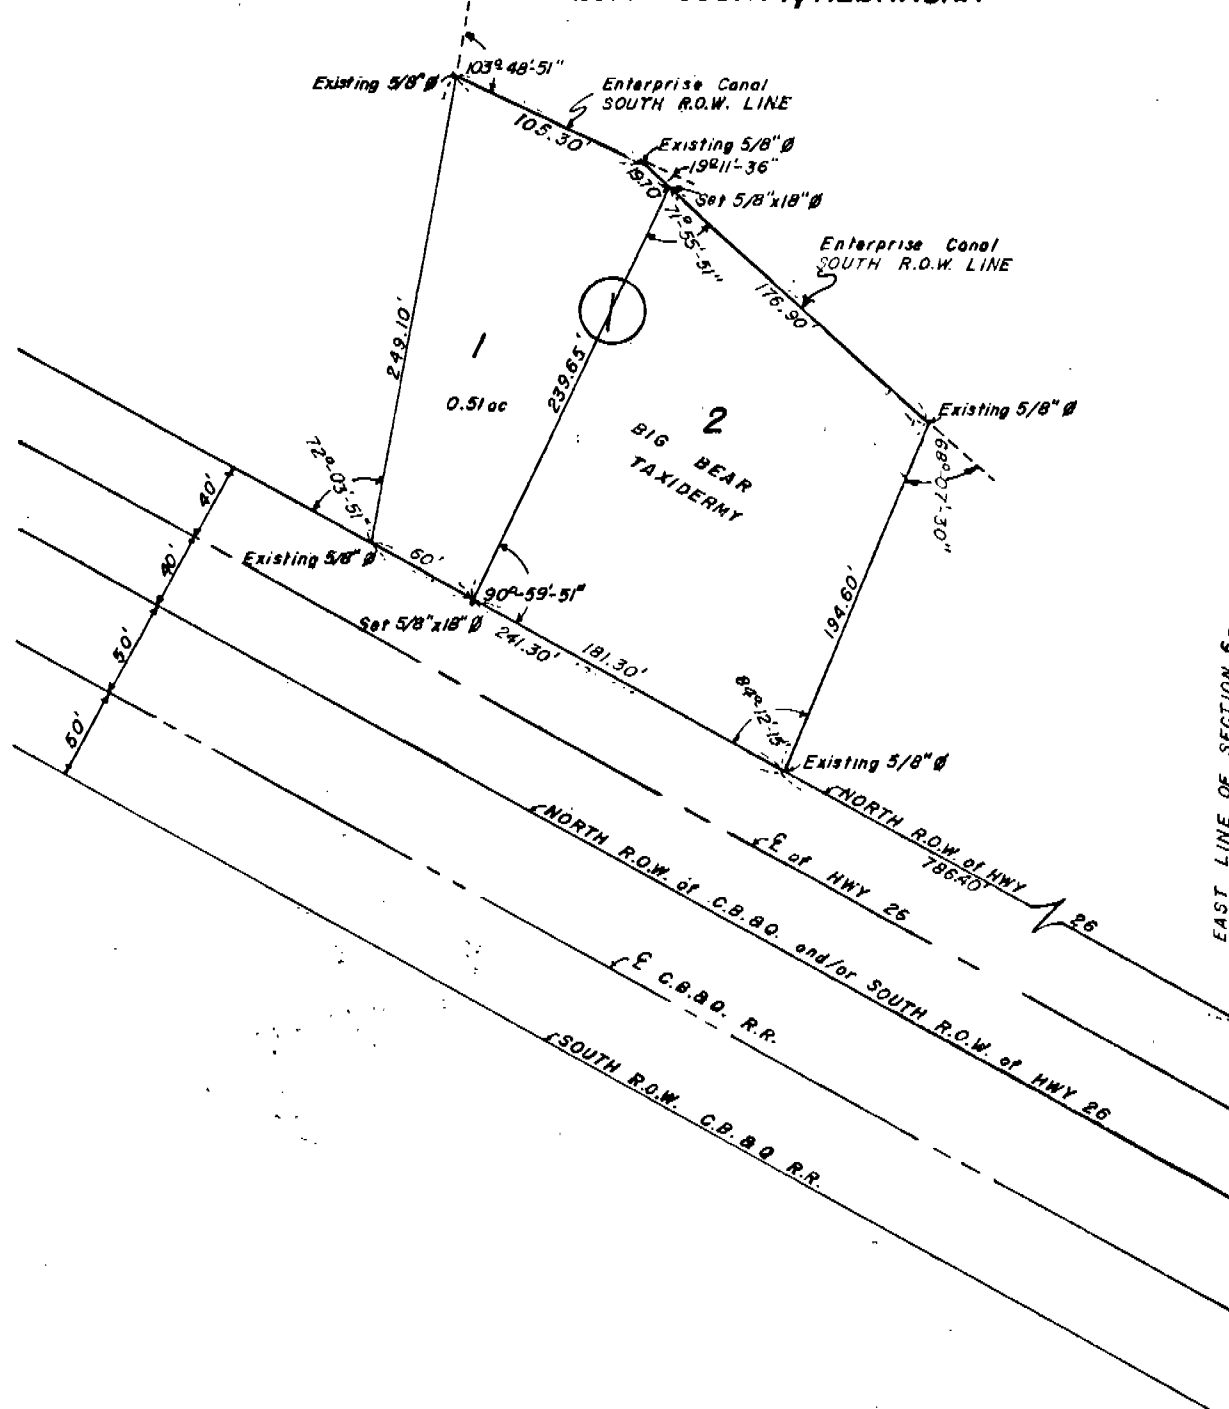 103°-48'-51"
Existing 5/8" Ø
Enterprise Canal
SOUTH R.O.W. LINE
105.30'
Existing 5/8" Ø
19°11'-36"
19.70'
Set 5/8"x18" Ø
71°-55'-51"
Enterprise Canal
SOUTH R.O.W. LINE
176.90'
249.10'
1
1
0.51 ac
239.65'
2
BIG BEAR
TAXIDERMY
Existing 5/8" Ø
68°-07'-30"
72°-03'-51"
40'
40'
50'
50'
Existing 5/8" Ø
60'
90°-59'-51"
Set 5/8"x18" Ø
241.30'
181.30'
194.60'
84°-12'-15"
Existing 5/8" Ø
NORTH R.O.W. of HWY 26
786.40'
℄ of HWY 26
NORTH R.O.W. of C.B.&Q. and/or SOUTH R.O.W. of HWY 26
℄ C.B.&Q. R.R.
SOUTH R.O.W. C.B.&Q R.R.
EAST LINE OF SECTION 6